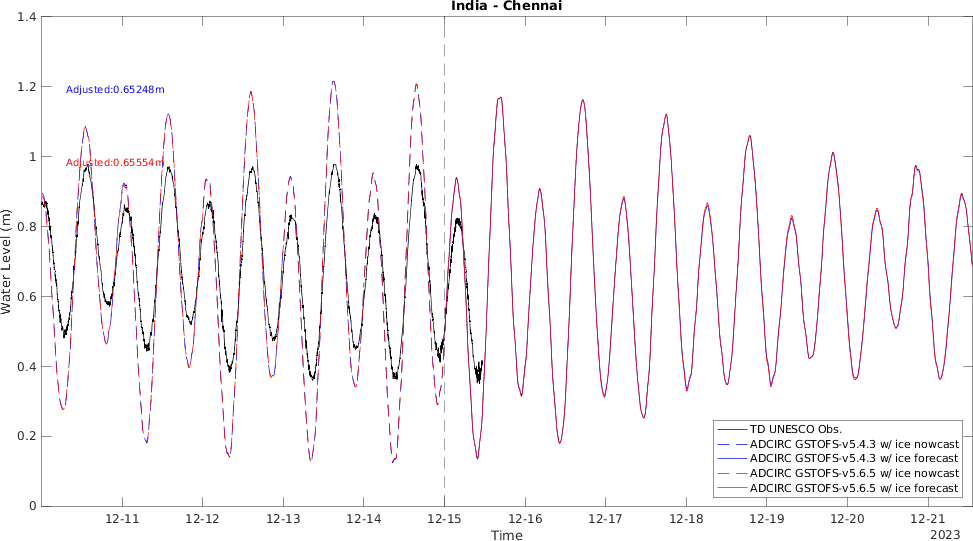 India - Chennai
1.4
1.2
1
0.8
0.6
0.4
0.2
0
Water Level (m)
Adjusted:0.65248m
Adjusted:0.65554m
TD UNESCO Obs.
ADCIRC GSTOFS-v5.4.3 w/ ice nowcast
ADCIRC GSTOFS-v5.4.3 w/ ice forecast
ADCIRC GSTOFS-v5.6.5 w/ ice nowcast
ADCIRC GSTOFS-v5.6.5 w/ ice forecast
12-11 12-12 12-13 12-14 12-15 12-16 12-17 12-18 12-19 12-20 12-21
Time
2023